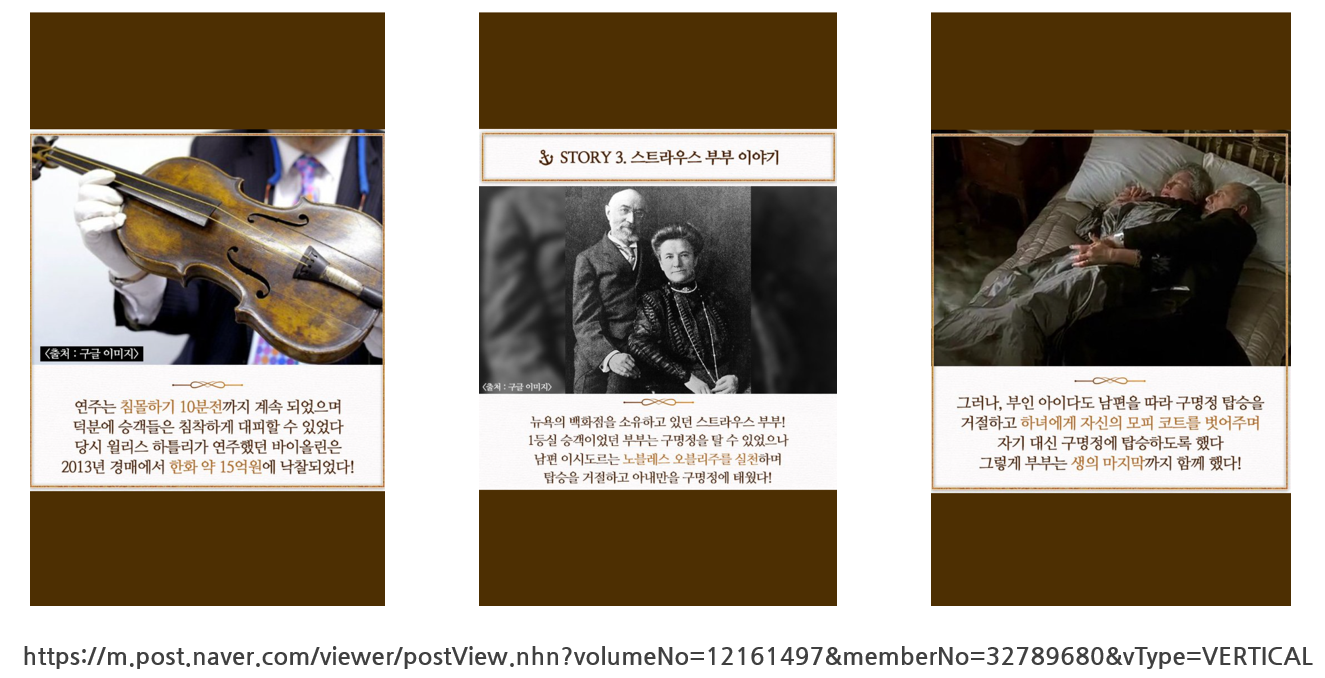 <출처 : 구글 이미지>
연주는 침몰하기 10분전까지 계속 되었으며
덕분에 승객들은 침착하게 대피할 수 있었다
당시 윌리스 하틀리가 연주했던 바이올린은
2013년 경매에서 한화 약 15억원에 낙찰되었다!
STORY 3. 스트라우스 부부 이야기
<출처 : 구글 이미지>
뉴욕의 백화점을 소유하고 있던 스트라우스 부부!
1등실 승객이었던 부부는 구명정을 탈 수 있었으나
남편 이시도르는 노블레스 오블리주를 실천하며
탑승을 거절하고 아내만을 구명정에 태웠다!
그러나, 부인 아이다도 남편을 따라 구명정 탑승을
거절하고 하녀에게 자신의 모피 코트를 벗어주며
자기 대신 구명정에 탑승하도록 했다
그렇게 부부는 생의 마지막까지 함께 했다!
https://m.post.naver.com/viewer/postView.nhn?volumeNo=12161497&memberNo=32789680&vType=VERTICAL